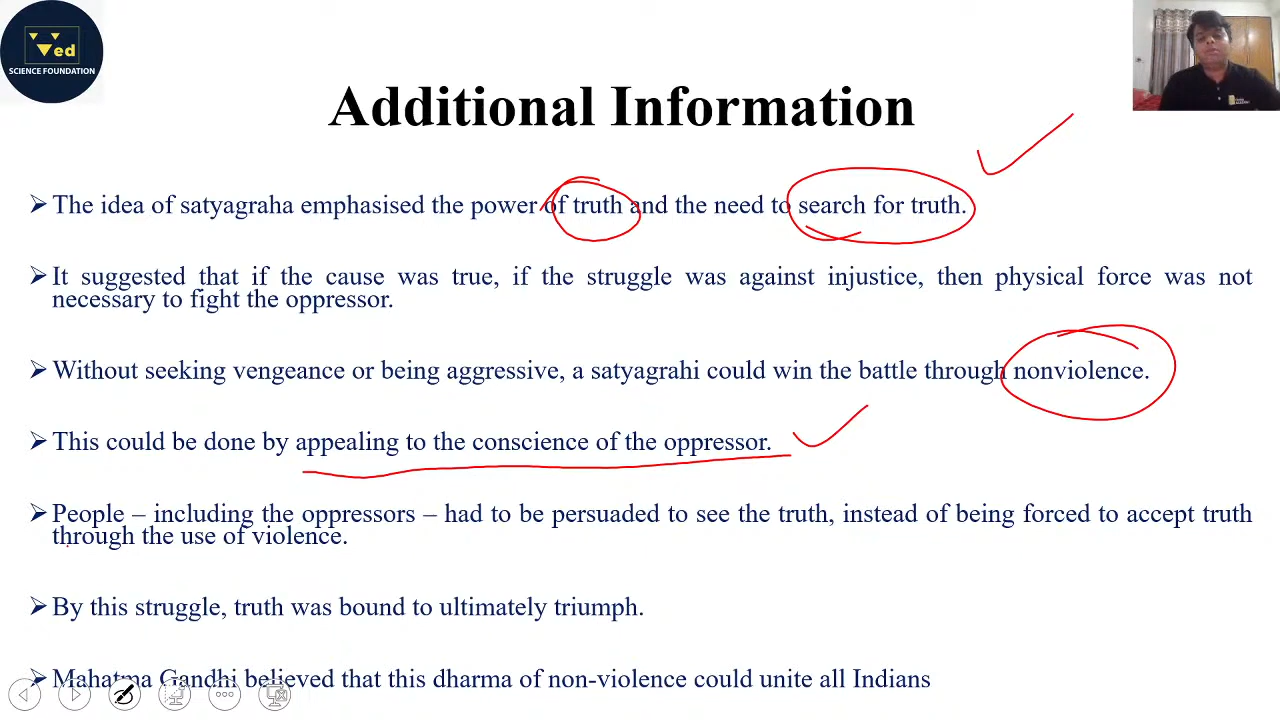 Ved
SCIENCE FOUNDATION
Additional Information
➢ The idea of satyagraha emphasised the power of truth and the need to search for truth.
➢ It suggested that if the cause was true, if the struggle was against injustice, then physical force was not
necessary to fight the oppressor.
➢ Without seeking vengeance or being aggressive, a satyagrahi could win the battle through nonviolence.
➢ This could be done by appealing to the conscience of the oppressor.
➢ People – including the oppressors – had to be persuaded to see the truth, instead of being forced to accept truth
through the use of violence.
➢ By this struggle, truth was bound to ultimately triumph.
➢ Mahatma Gandhi believed that this dharma of non-violence could unite all Indians